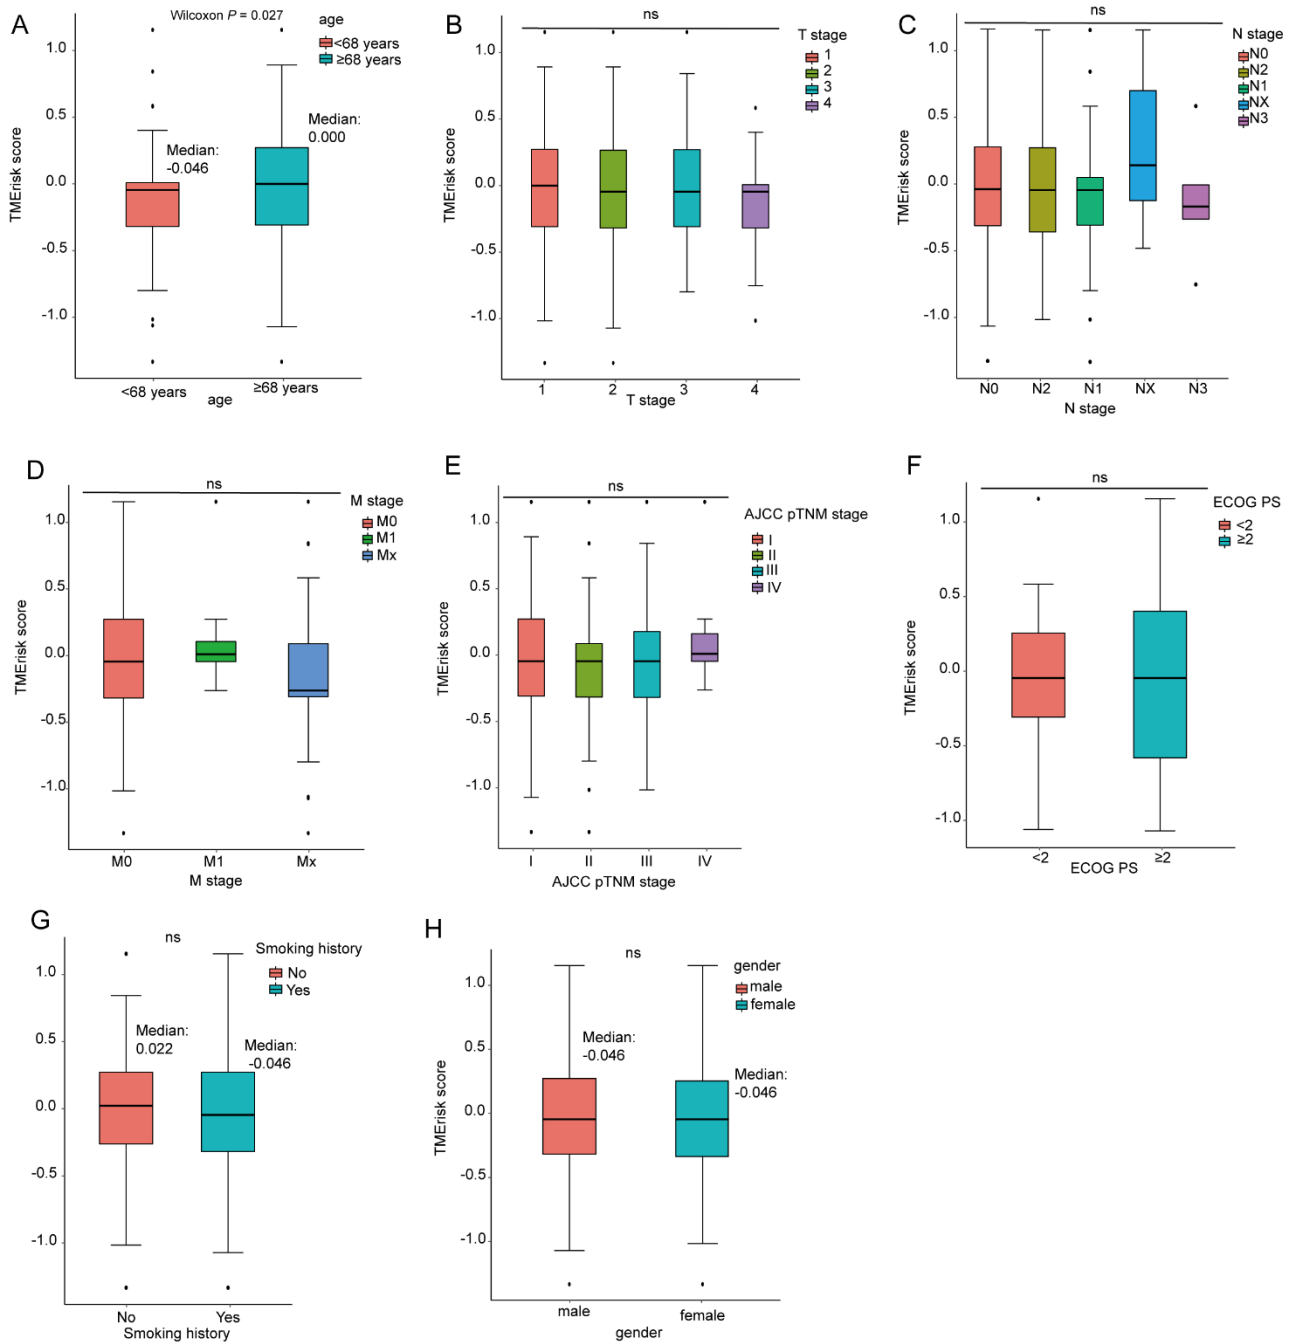 A
Wilcoxon P = 0.027
age
<68 years
≥68 years
TMErisk score
1.0
0.5
0.0
-0.5
-1.0
Median:
-0.046
Median:
0.000
<68 years
≥68 years
age
B
ns
T stage
1
2
3
4
TMErisk score
1.0
0.5
0.0
-0.5
-1.0
1
2
3
4
T stage
C
ns
N stage
N0
N2
N1
NX
N3
TMErisk score
1.0
0.5
0.0
-0.5
-1.0
N0
N2
N1
NX
N3
N stage
D
ns
M stage
M0
M1
Mx
TMErisk score
1.0
0.5
0.0
-0.5
-1.0
M0
M1
Mx
M stage
E
ns
AJCC pTNM stage
I
II
III
IV
TMErisk score
1.0
0.5
0.0
-0.5
-1.0
I
II
III
IV
AJCC pTNM stage
F
ns
ECOG PS
<2
≥2
TMErisk score
1.0
0.5
0.0
-0.5
-1.0
<2
≥2
ECOG PS
G
ns
Smoking history
No
Yes
TMErisk score
1.0
0.5
0.0
-0.5
-1.0
Median:
0.022
Median:
-0.046
No
Yes
Smoking history
H
ns
gender
male
female
TMErisk score
1.0
0.5
0.0
-0.5
-1.0
Median:
-0.046
Median:
-0.046
male
female
gender